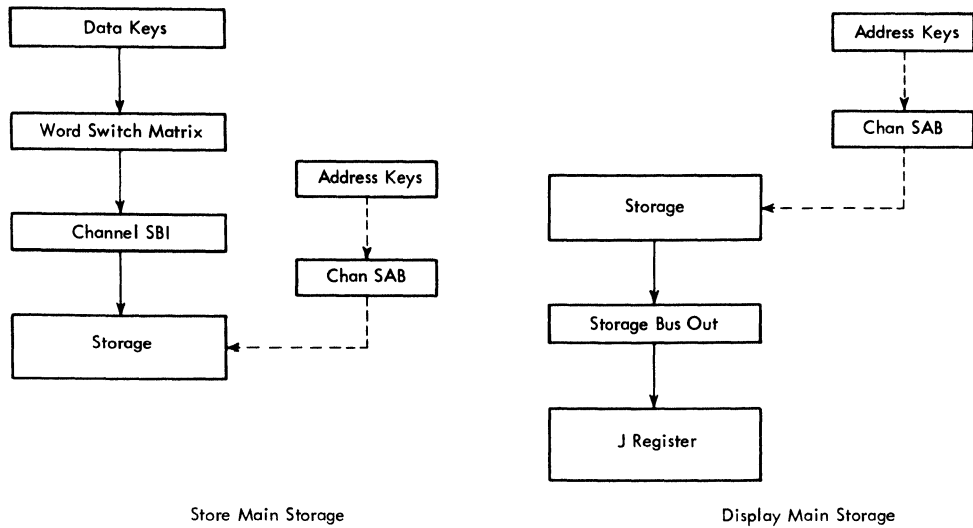 Data Keys
Word Switch Matrix
Channel SBI
Storage
Address Keys
Chan SAB
Store Main Storage
Address Keys
Chan SAB
Storage
Storage Bus Out
J Register
Display Main Storage